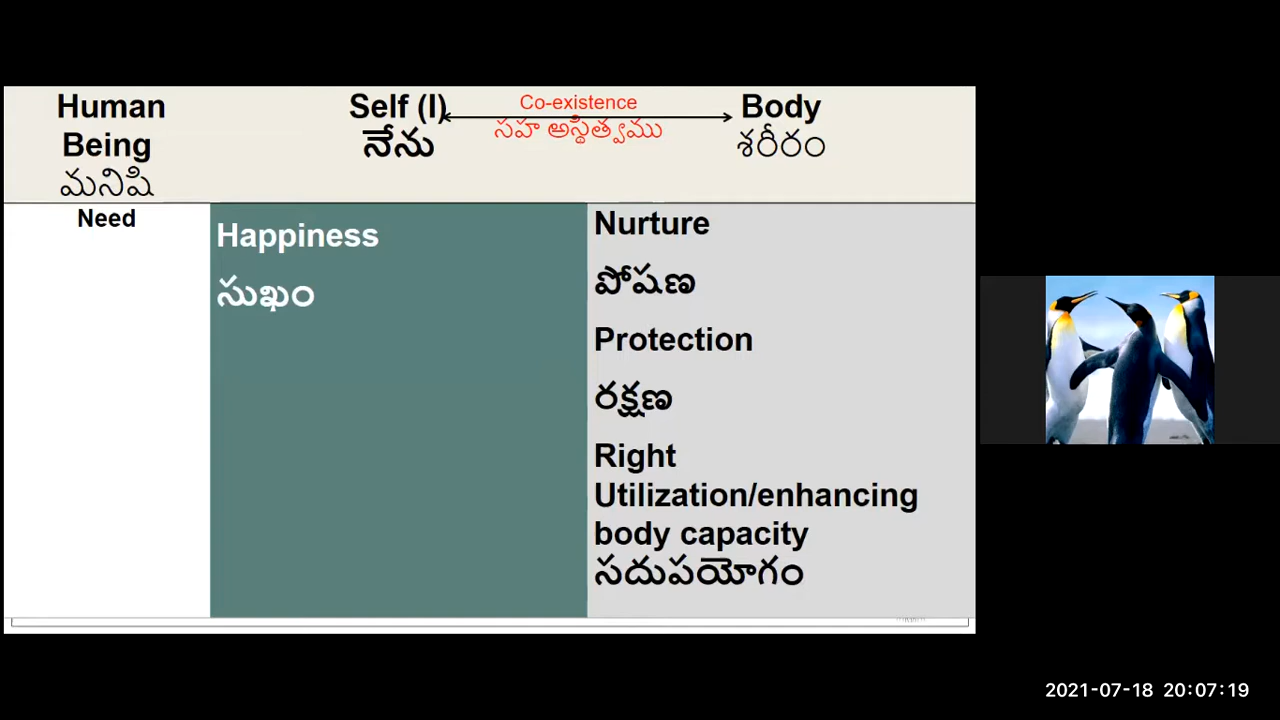 Human
Being
మనిషి
Self (I)
నేను
Co-existence
సహ అస్థిత్వము
Body
శరీరం
Need
Happiness
సుఖం
Nurture
పోషణ
Protection
రక్షణ
Right
Utilization/enhancing
body capacity
సదుపయోగం
2021-07-18 20:07:19